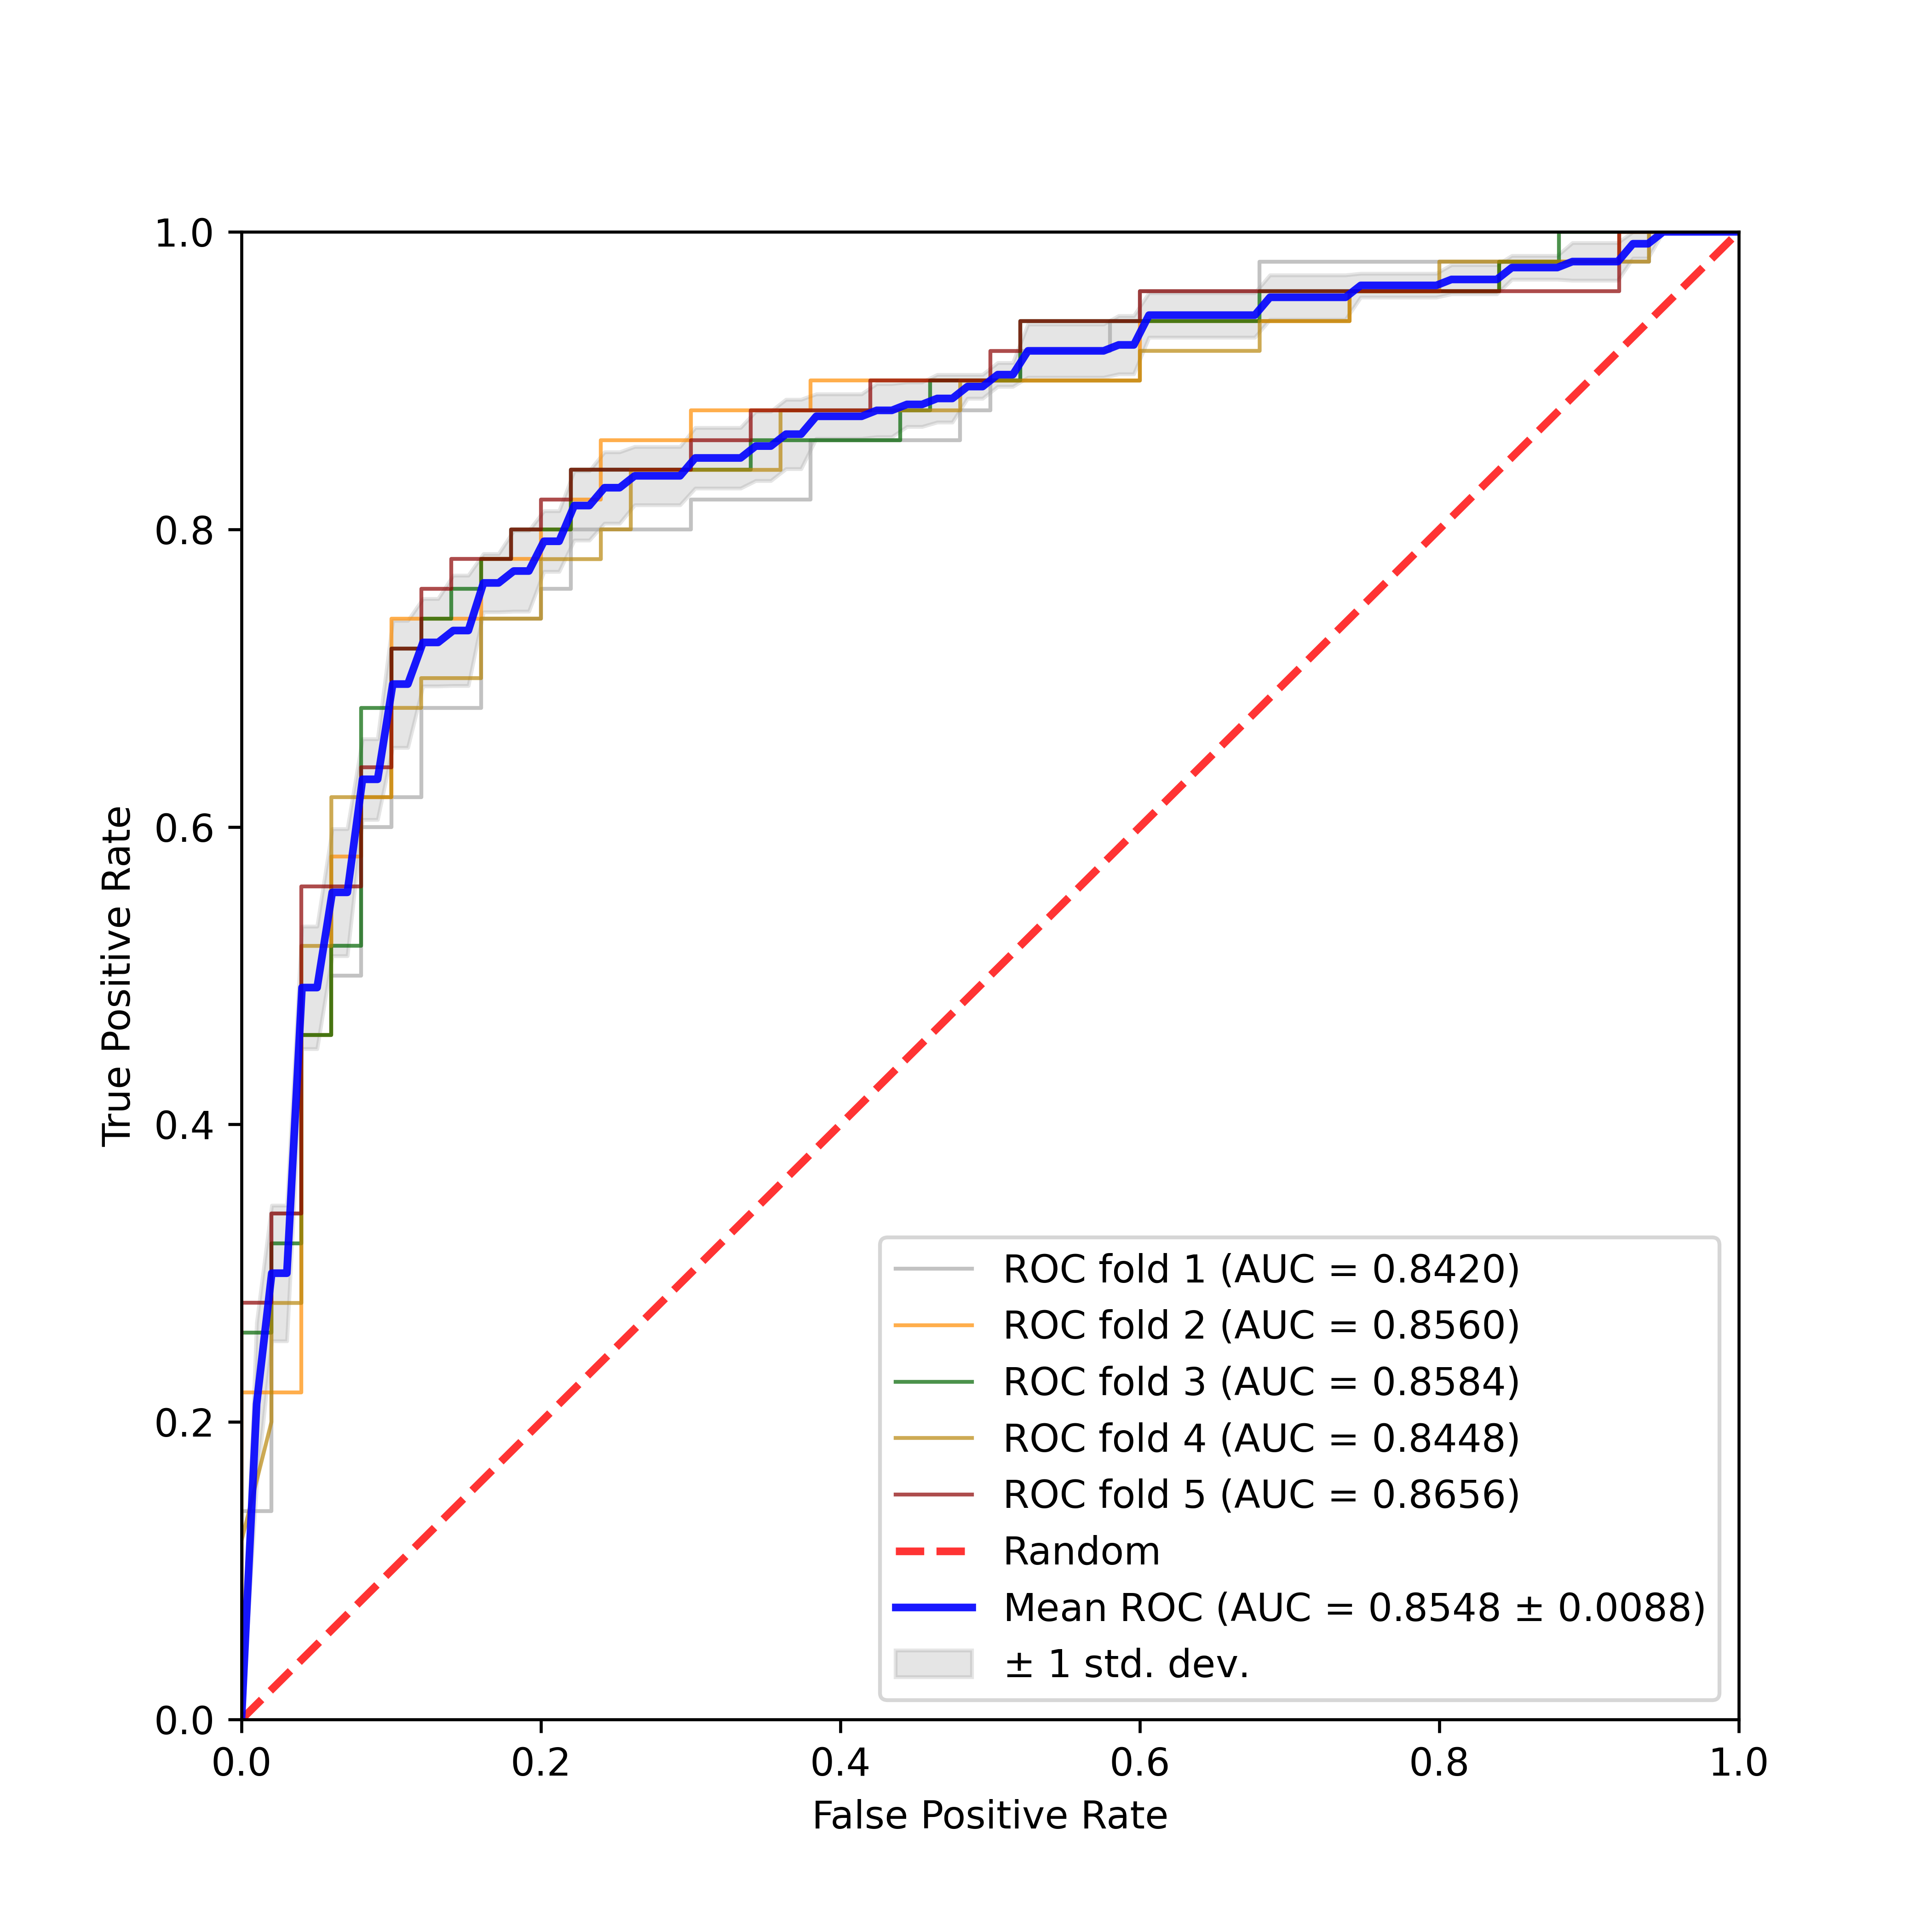 1.0
0.8
0.6
0.4
0.2
0.0
True Positive Rate
ROC fold 1 (AUC = 0.8420)
ROC fold 2 (AUC = 0.8560)
ROC fold 3 (AUC = 0.8584)
ROC fold 4 (AUC = 0.8448)
ROC fold 5 (AUC = 0.8656)
Random
Mean ROC (AUC = 0.8548 ± 0.0088)
± 1 std. dev.
0.0 0.2 0.4 0.6 0.8 1.0
False Positive Rate